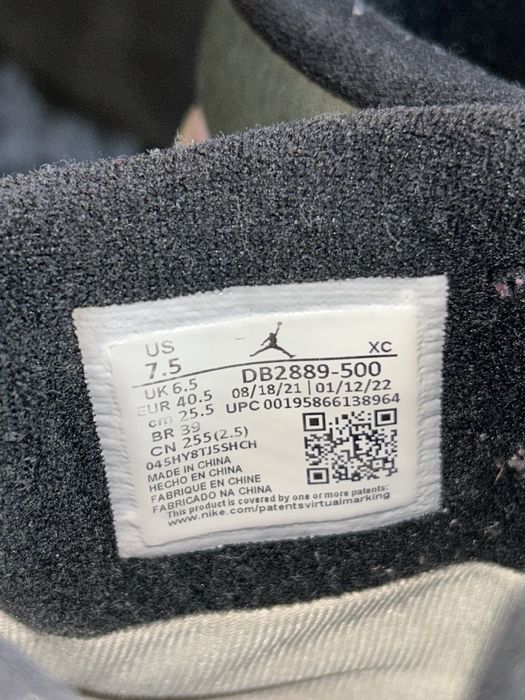 US
7.5
XC
UK 6.5
DB2889-500
EUR 40.5
08/18/21 | 01/12/22
cm 25.5
UPC 00195866138964
BR 39
CN 255(2.5)
045HY8TJ5SHCH
MADE IN CHINA
HECHO EN CHINA
FABRIQUE EN CHINE
FABRICADO NA CHINA
This product is covered by one or more patents:
www.nike.com/patentsvirtualmarking